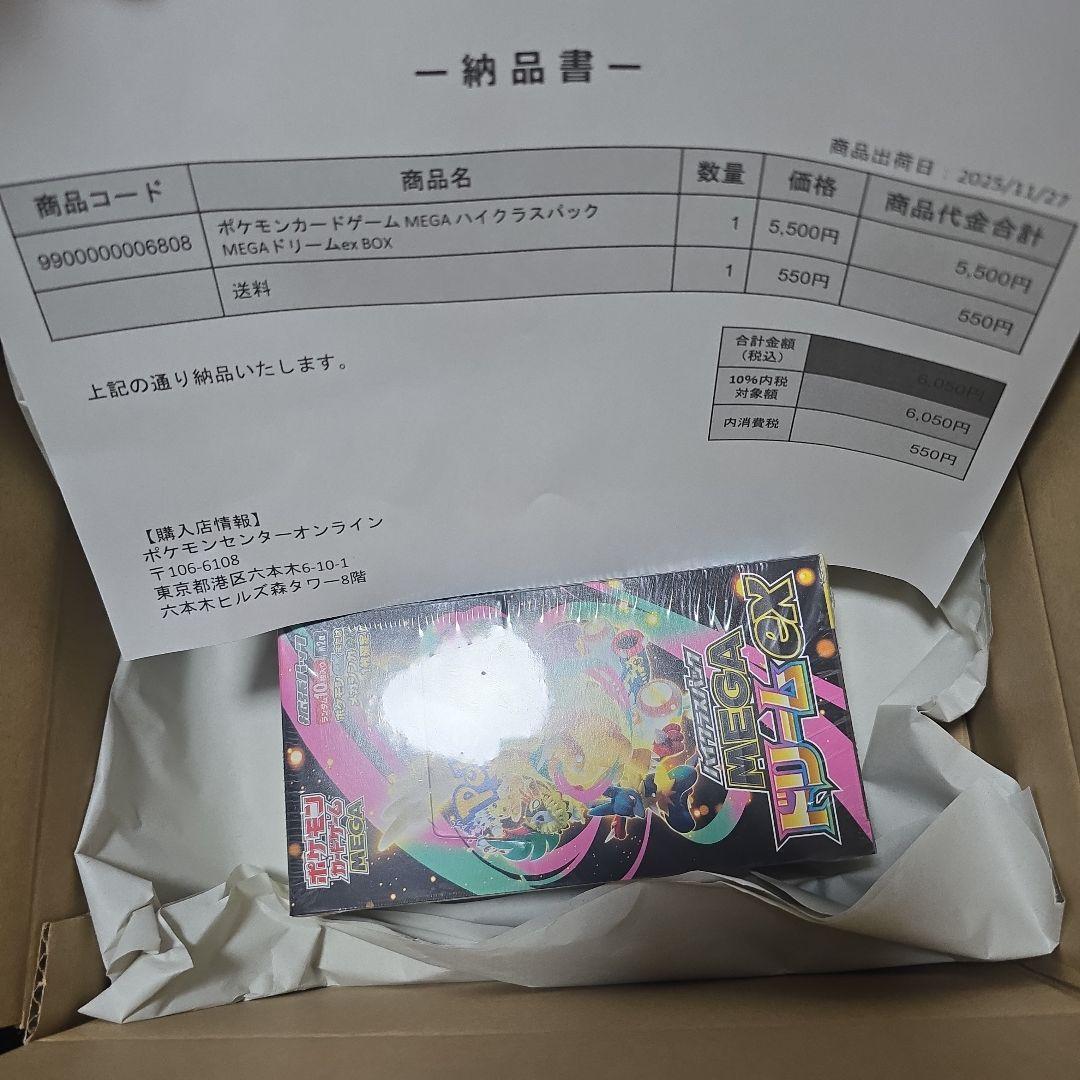 ー納品書ー
商品出荷日：2025/11/27
商品コード 商品名 数量 価格 商品代金合計
9900000006808 ポケモンカードゲーム MEGA ハイクラスパック 1 5,500円 5,500円
MEGAドリームex BOX
送料 1 550円 550円
上記の通り納品いたします。
合計金額 6,050円
(税込)
10%内税 6,050円
対象額
内消費税 550円
【購入店情報】
ポケモンセンターオンライン
〒106-6108
東京都港区六本木6-10-1
六本木ヒルズ森タワー8階
ハイクラスパック
MEGA
ドリームex
ポケモン
カードゲーム
MEGA